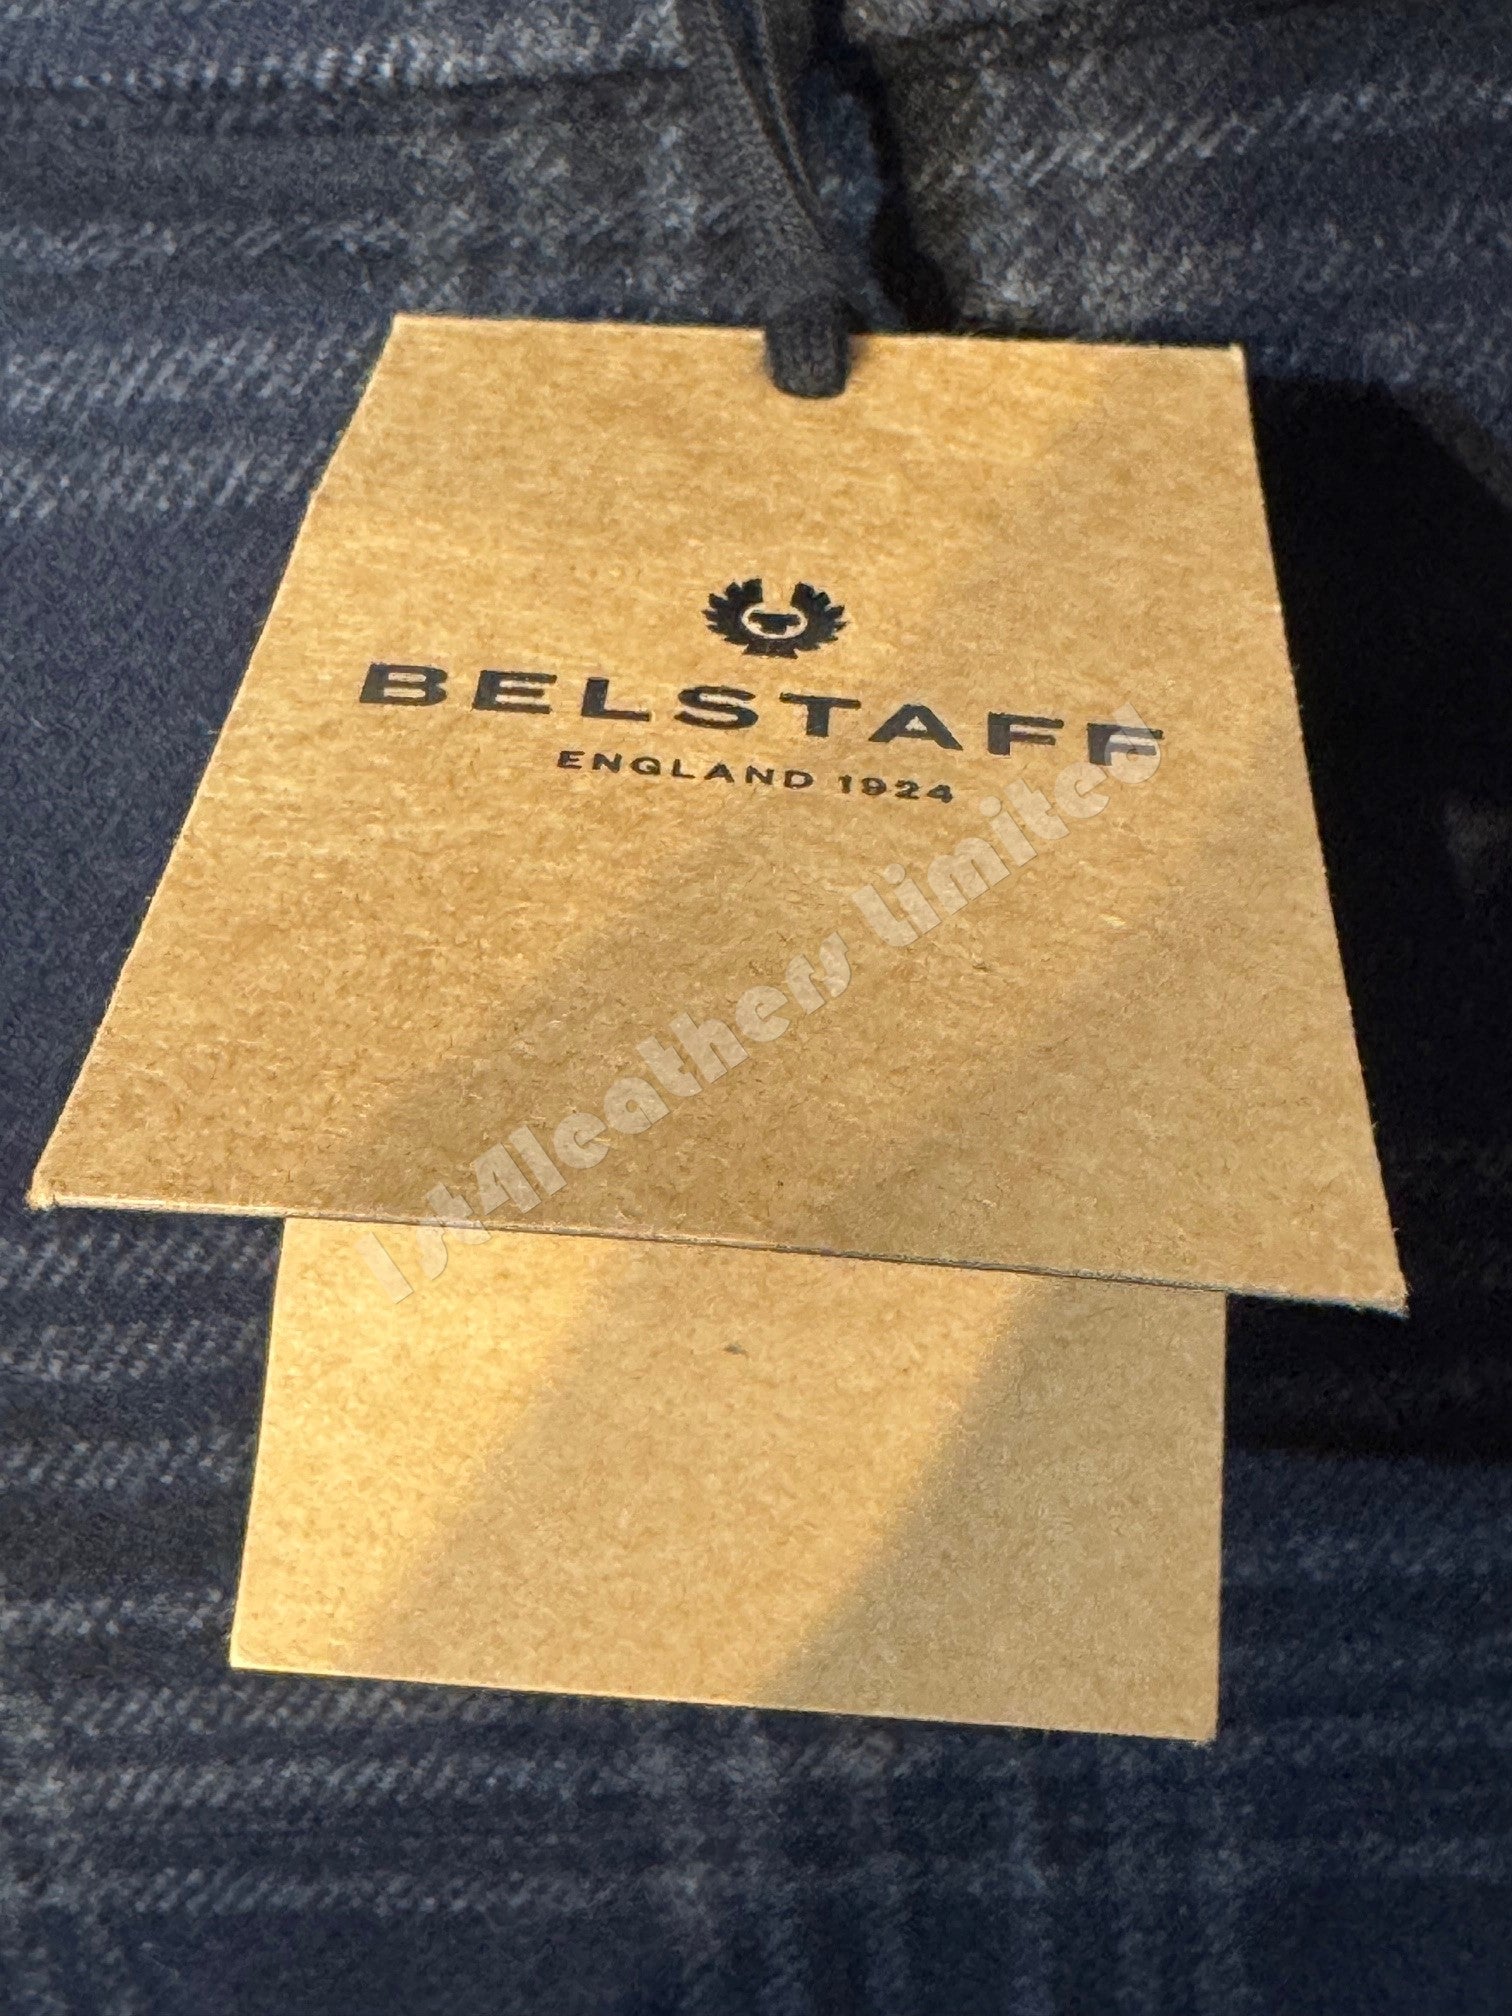 BELSTAFF
ENGLAND 1924
1st4leathers limited